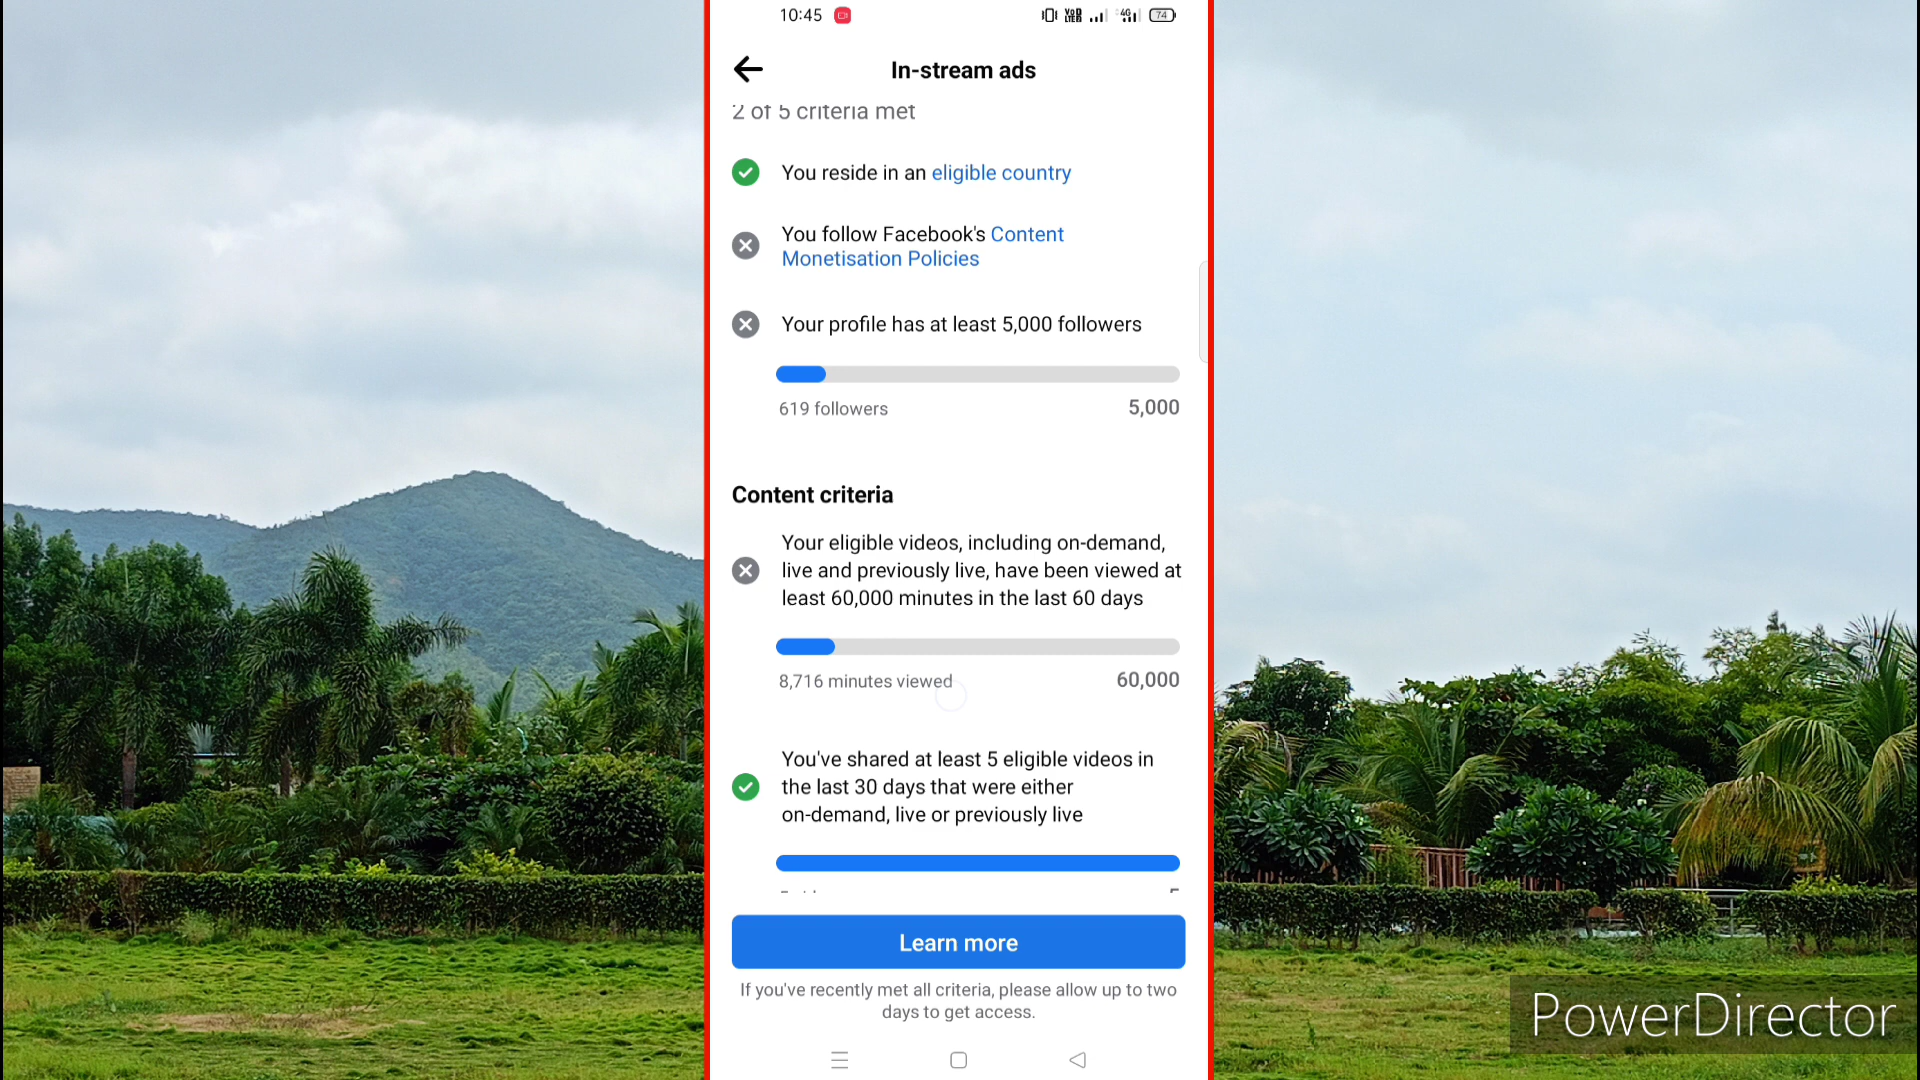 10:45
VoD LTE2 4G 74
In-stream ads
2 of 5 criteria met
You reside in an eligible country
You follow Facebook's Content
Monetisation Policies
Your profile has at least 5,000 followers
619 followers 5,000
Content criteria
Your eligible videos, including on-demand,
live and previously live, have been viewed at
least 60,000 minutes in the last 60 days
8,716 minutes viewed 60,000
You've shared at least 5 eligible videos in
the last 30 days that were either
on-demand, live or previously live
Learn more
If you've recently met all criteria, please allow up to two
days to get access.
PowerDirector